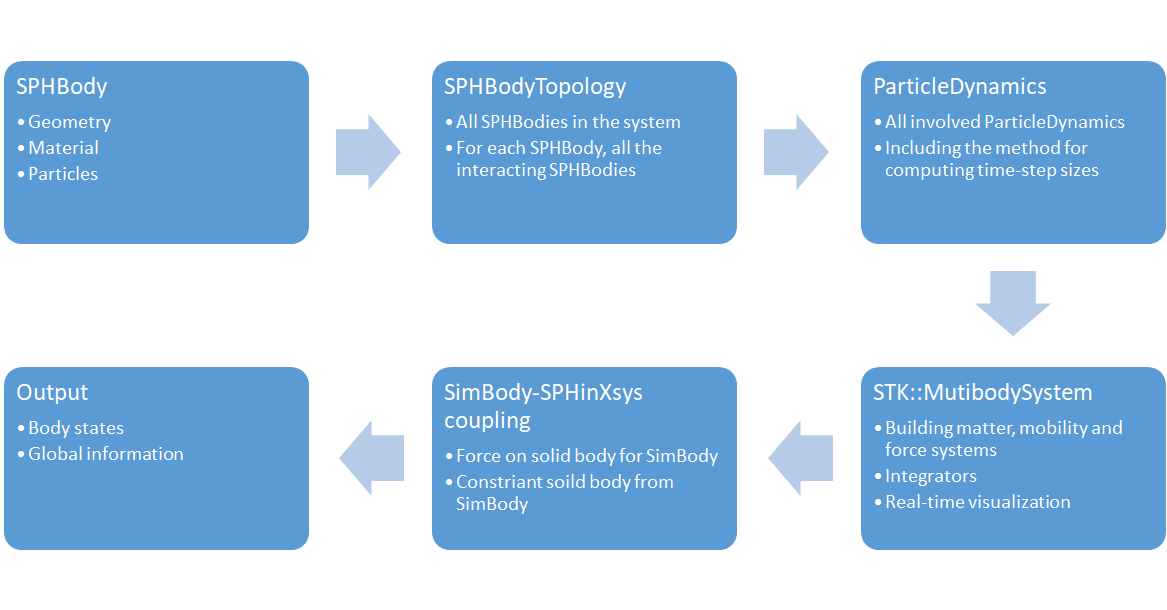 SPHBody
• Geometry
• Material
• Particles
SPHBodyTopology
• All SPHBodies in the system
• For each SPHBody, all the
interacting SPHBodies
ParticleDynamics
• All involved ParticleDynamics
• Including the method for
computing time-step sizes
STK::MutibodySystem
• Building matter, mobility and
force systems
• Integrators
• Real-time visualization
SimBody-SPHinXsys
coupling
• Force on solid body for SimBody
• Constriant soild body from
SimBody
Output
• Body states
• Global information